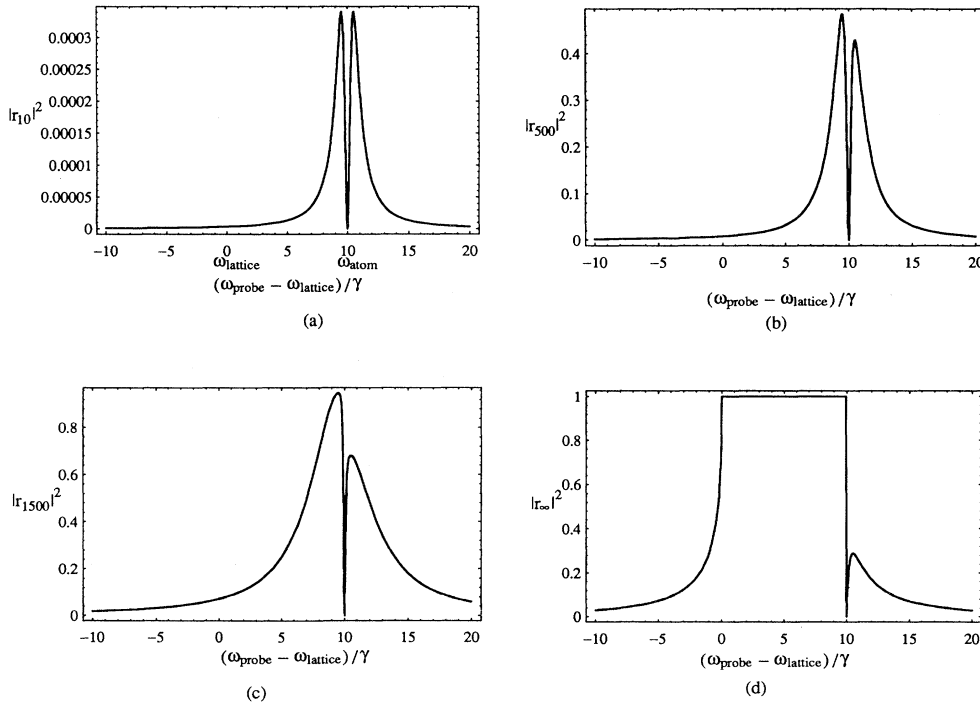 0.0003
0.00025
0.0002
|r10|2
0.00015
0.0001
0.00005
0
−10 −5 0 5 10 15 20
ωlattice ωatom
(ωprobe − ωlattice)/γ
(a)
0.4
0.3
|r500|2
0.2
0.1
0
−10 −5 0 5 10 15 20
(ωprobe − ωlattice)/γ
(b)
0.8
0.6
|r1500|2
0.4
0.2
0
−10 −5 0 5 10 15 20
(ωprobe − ωlattice)/γ
(c)
1
0.8
0.6
|r∞|2
0.4
0.2
0
−10 −5 0 5 10 15 20
(ωprobe − ωlattice)/γ
(d)